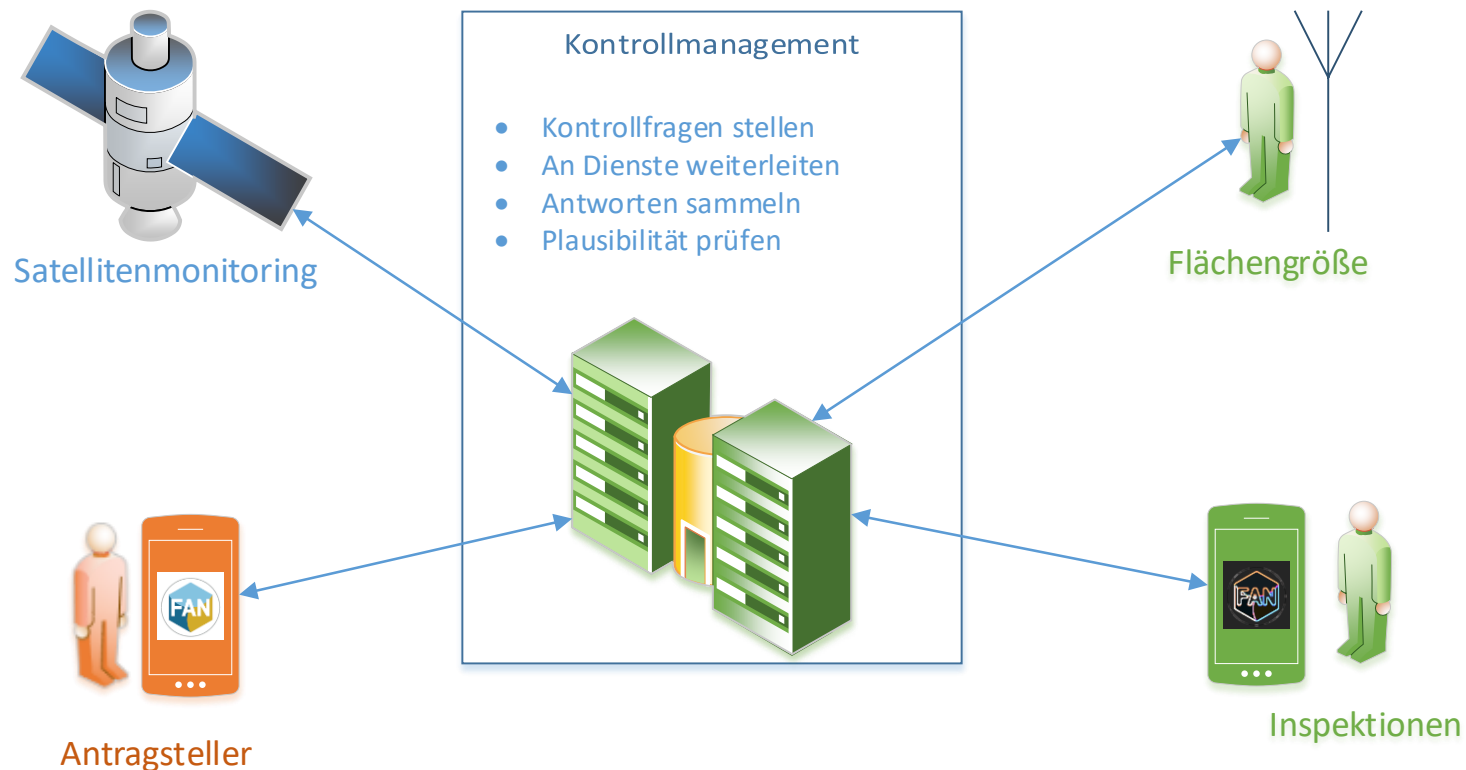 Kontrollmanagement
• Kontrollfragen stellen
• An Dienste weiterleiten
• Antworten sammeln
• Plausibilität prüfen
Satellitenmonitoring
Flächengröße
FAN
Antragsteller
FAN
Inspektionen